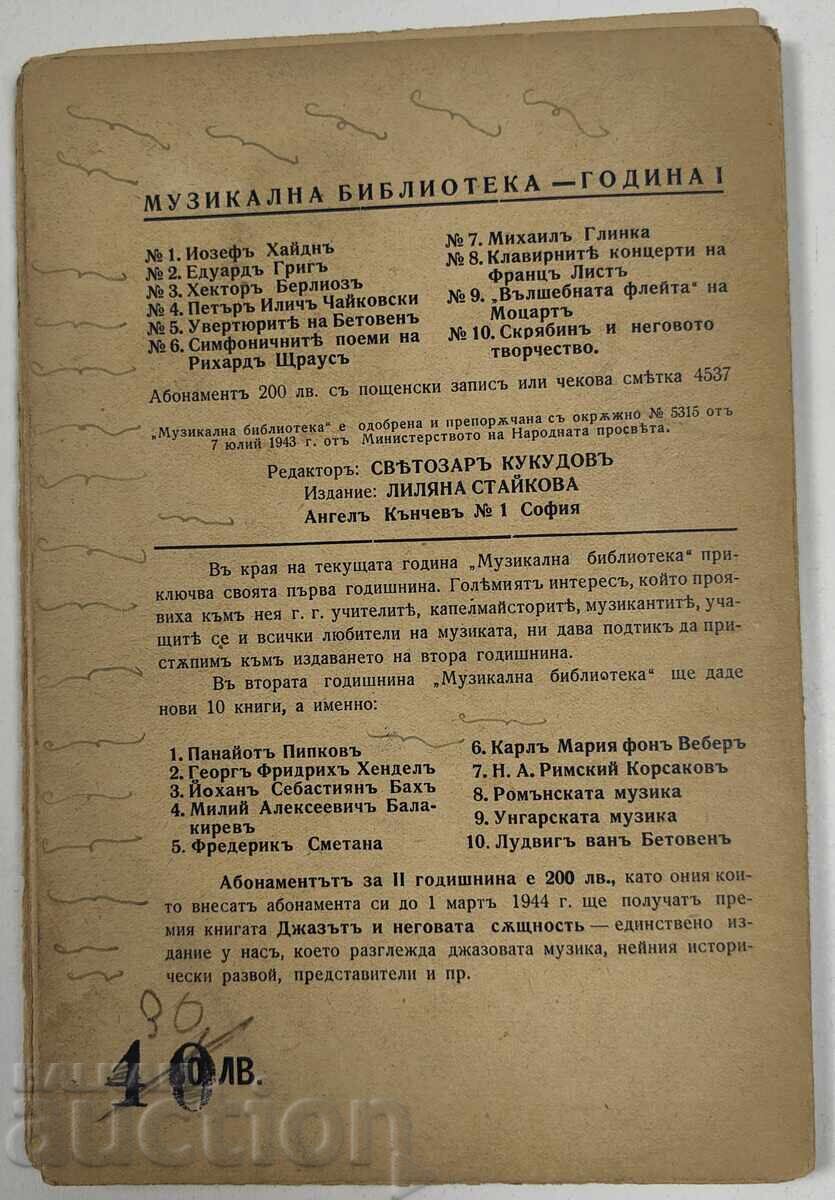 МУЗИКАЛНА БИБЛИОТЕКА — ГОДИНА I
№ 1. Иозефъ Хайднъ
№ 2. Едуардъ Григъ
№ 3. Хекторъ Берлиозъ
№ 4. Петъръ Иличъ Чайковски
№ 5. Увертюритѣ на Бетовенъ
№ 6. Симфоничнитѣ поеми на
Рихардъ Щраусъ
№ 7. Михаилъ Глинка
№ 8. Клавирнитѣ концерти на
Францъ Листъ
№ 9. „Вълшебната флейта“ на
Моцартъ
№ 10. Скрябинъ и неговото
творчество.
Абонаментъ 200 лв. съ пощенски записъ или чекова смѣтка 4537
„Музикална библиотека“ е одобрена и препорѫчана съ окрѫжно № 5315 отъ
7 юлий 1943 г. отъ Министерството на Народната просвѣта.
Редакторъ: СВѢТОЗАРЪ КУКУДОВЪ
Издание: ЛИЛЯНА СТАЙКОВА
Ангелъ Кънчевъ № 1 София
Въ края на текущата година „Музикална библиотека“ при-
ключва своята първа годишнина. Голѣмиятъ интересъ, който проя-
виха къмъ нея г. г. учителитѣ, капелмайсторитѣ, музикантитѣ, уча-
щитѣ се и всички любители на музиката, ни дава подтикъ да при-
стѫпимъ къмъ издаването на втора годишнина.
Въ втората годишнина „Музикална библиотека“ ще даде
нови 10 книги, а именно:
1. Панайотъ Пипковъ
2. Георгъ Фридрихъ Хенделъ
3. Йоханъ Себастиянъ Бахъ
4. Милий Алексеевичъ Бала-
киревъ
5. Фредерикъ Сметана
6. Карлъ Мария фонъ Веберъ
7. Н. А. Римский Корсаковъ
8. Ромънската музика
9. Унгарската музика
10. Лудвигъ ванъ Бетовенъ
Абонаментътъ за II годишнина е 200 лв., като ония кои-
то внесатъ абонамента си до 1 мартъ 1944 г. ще получатъ пре-
мия книгата Джазътъ и неговата сѫщность — единствено из-
дание у насъ, което разглежда джазовата музика, нейния истори-
чески развой, представители и пр.
30
40 ЛВ.
BALKAN
auction